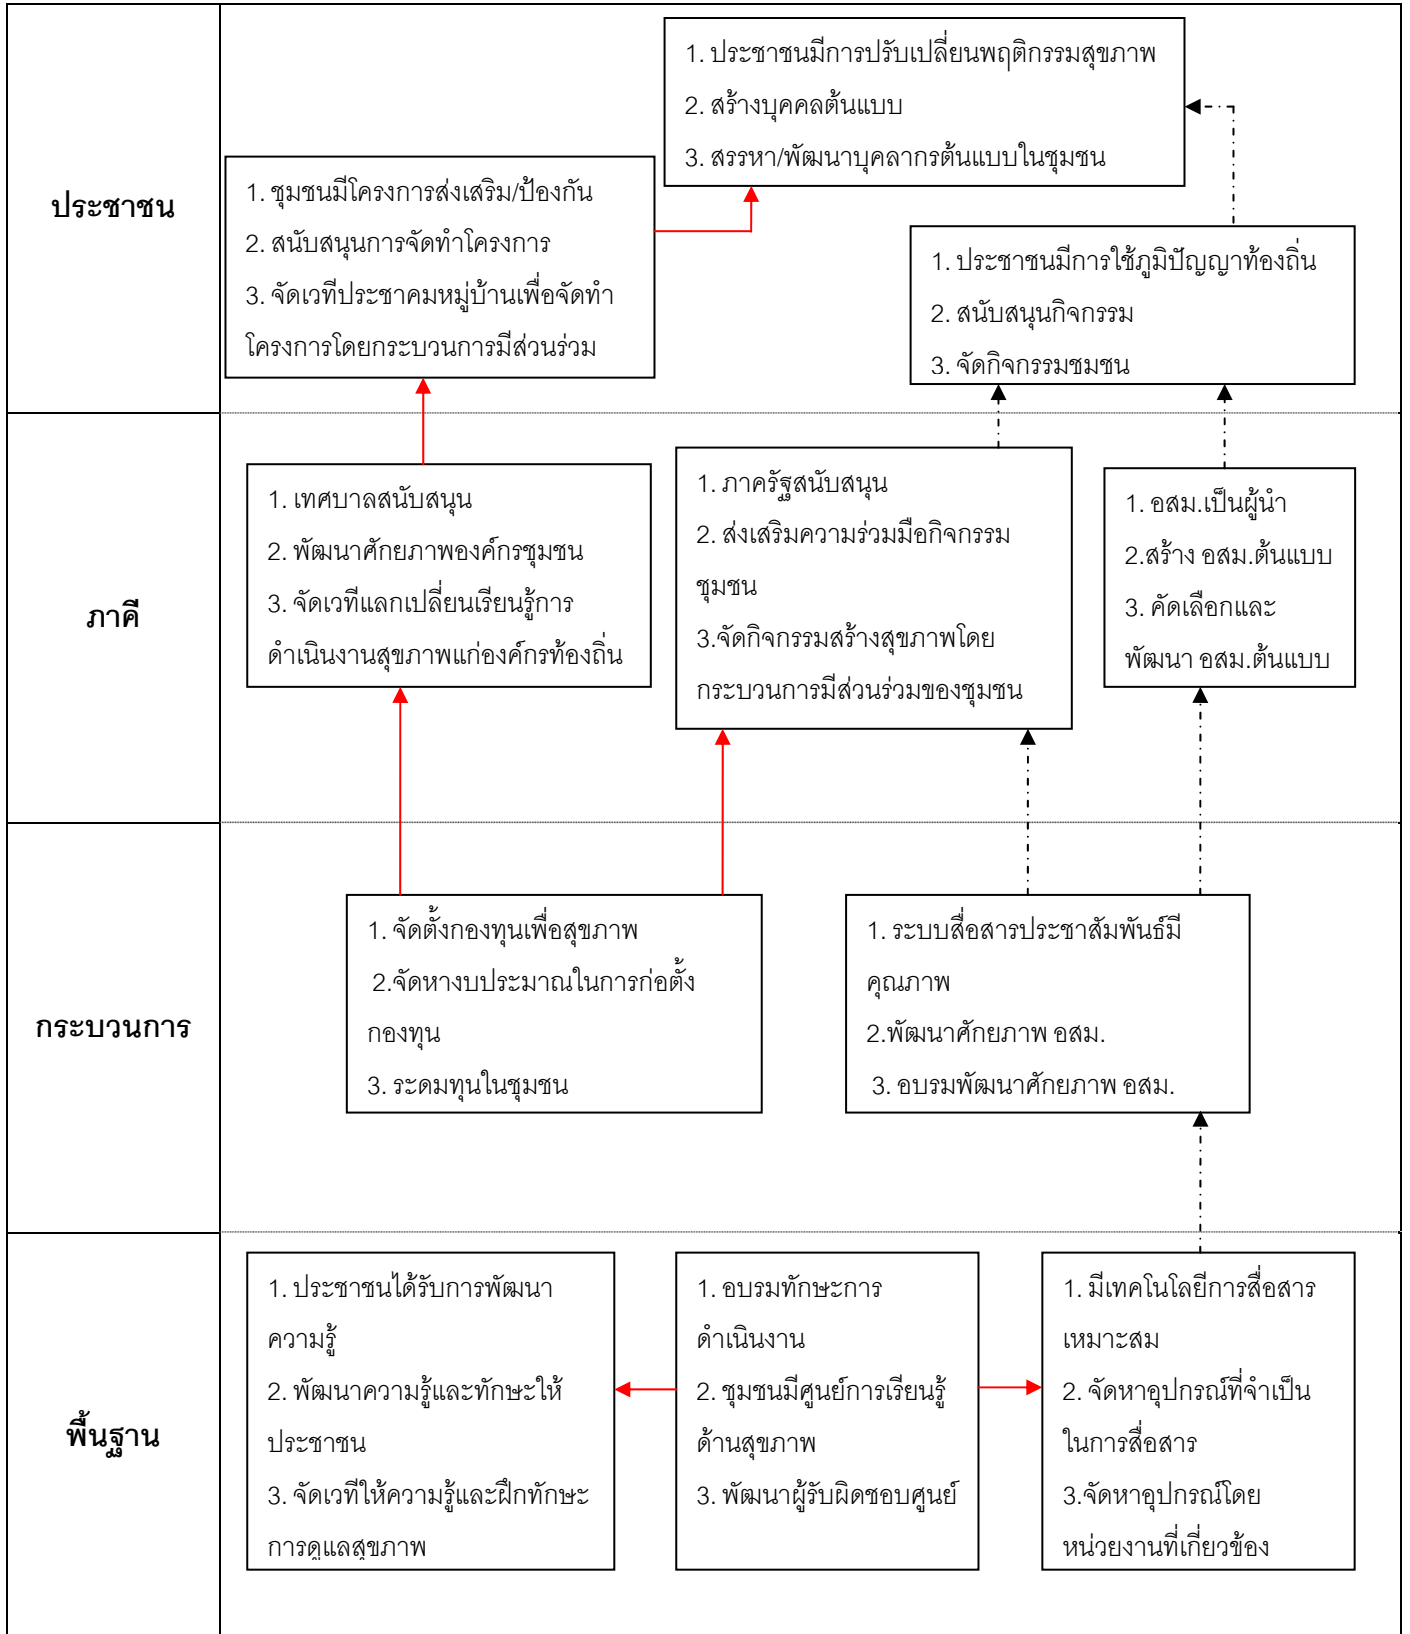 ประชาชน
1. ประชาชนมีการปรับเปลี่ยนพฤติกรรมสุขภาพ
2. สร้างบุคคลต้นแบบ
3. สรรหา/พัฒนาบุคลากรต้นแบบในชุมชน
1. ชุมชนมีโครงการส่งเสริม/ป้องกัน
2. สนับสนุนการจัดทำโครงการ
3. จัดเวทีประชาคมหมู่บ้านเพื่อจัดทำ
โครงการโดยกระบวนการมีส่วนร่วม
1. ประชาชนมีการใช้ภูมิปัญญาท้องถิ่น
2. สนับสนุนกิจกรรม
3. จัดกิจกรรมชุมชน
ภาคี
1. เทศบาลสนับสนุน
2. พัฒนาศักยภาพองค์กรชุมชน
3. จัดเวทีแลกเปลี่ยนเรียนรู้การ
ดำเนินงานสุขภาพแก่องค์กรท้องถิ่น
1. ภาครัฐสนับสนุน
2. ส่งเสริมความร่วมมือกิจกรรม
ชุมชน
3.จัดกิจกรรมสร้างสุขภาพโดย
กระบวนการมีส่วนร่วมของชุมชน
1. อสม.เป็นผู้นำ
2.สร้าง อสม.ต้นแบบ
3. คัดเลือกและ
พัฒนา อสม.ต้นแบบ
กระบวนการ
1. จัดตั้งกองทุนเพื่อสุขภาพ
2.จัดหางบประมาณในการก่อตั้ง
กองทุน
3. ระดมทุนในชุมชน
1. ระบบสื่อสารประชาสัมพันธ์มี
คุณภาพ
2.พัฒนาศักยภาพ อสม.
3. อบรมพัฒนาศักยภาพ อสม.
พื้นฐาน
1. ประชาชนได้รับการพัฒนา
ความรู้
2. พัฒนาความรู้และทักษะให้
ประชาชน
3. จัดเวทีให้ความรู้และฝึกทักษะ
การดูแลสุขภาพ
1. อบรมทักษะการ
ดำเนินงาน
2. ชุมชนมีศูนย์การเรียนรู้
ด้านสุขภาพ
3. พัฒนาผู้รับผิดชอบศูนย์
1. มีเทคโนโลยีการสื่อสาร
เหมาะสม
2. จัดหาอุปกรณ์ที่จำเป็น
ในการสื่อสาร
3.จัดหาอุปกรณ์โดย
หน่วยงานที่เกี่ยวข้อง